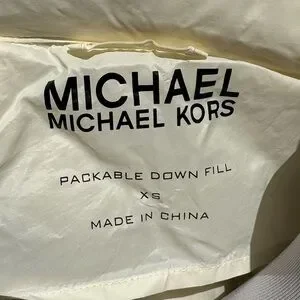 MICHAEL
MICHAEL KORS
PACKABLE DOWN FILL
XS
MADE IN CHINA